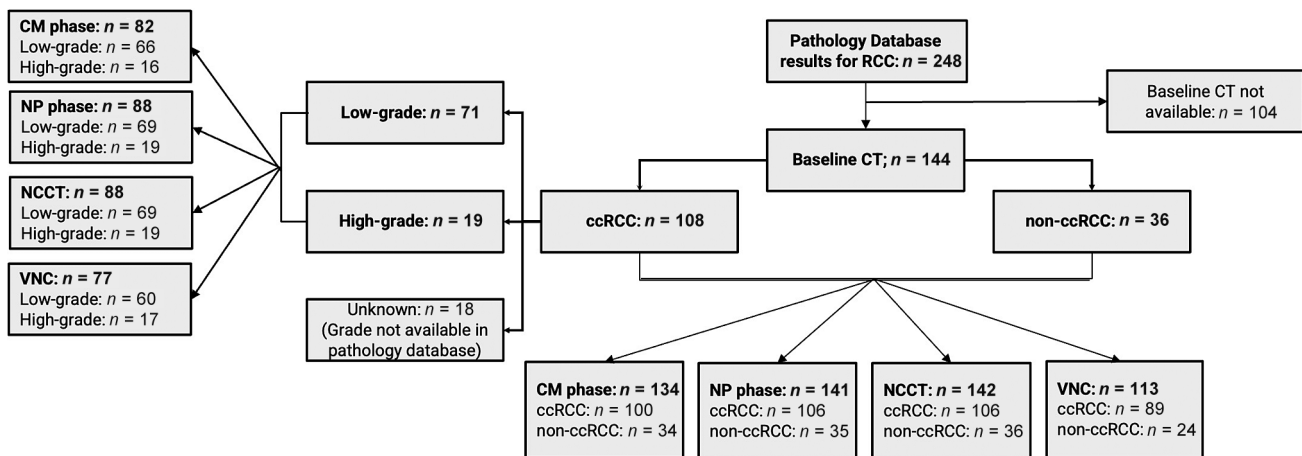 Pathology Database
results for RCC: n = 248
Baseline CT not
available: n = 104
Baseline CT; n = 144
ccRCC: n = 108
non-ccRCC: n = 36
Low-grade: n = 71
High-grade: n = 19
Unknown: n = 18
(Grade not available in
pathology database)
CM phase: n = 82
Low-grade: n = 66
High-grade: n = 16
NP phase: n = 88
Low-grade: n = 69
High-grade: n = 19
NCCT: n = 88
Low-grade: n = 69
High-grade: n = 19
VNC: n = 77
Low-grade: n = 60
High-grade: n = 17
CM phase: n = 134
ccRCC: n = 100
non-ccRCC: n = 34
NP phase: n = 141
ccRCC: n = 106
non-ccRCC: n = 35
NCCT: n = 142
ccRCC: n = 106
non-ccRCC: n = 36
VNC: n = 113
ccRCC: n = 89
non-ccRCC: n = 24